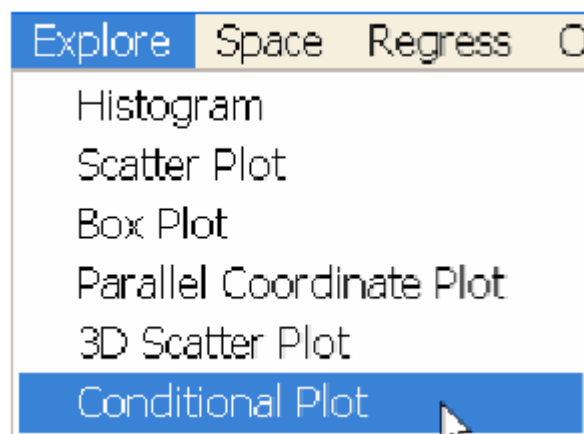 Explore Space Regress
Histogram
Scatter Plot
Box Plot
Parallel Coordinate Plot
3D Scatter Plot
Conditional Plot